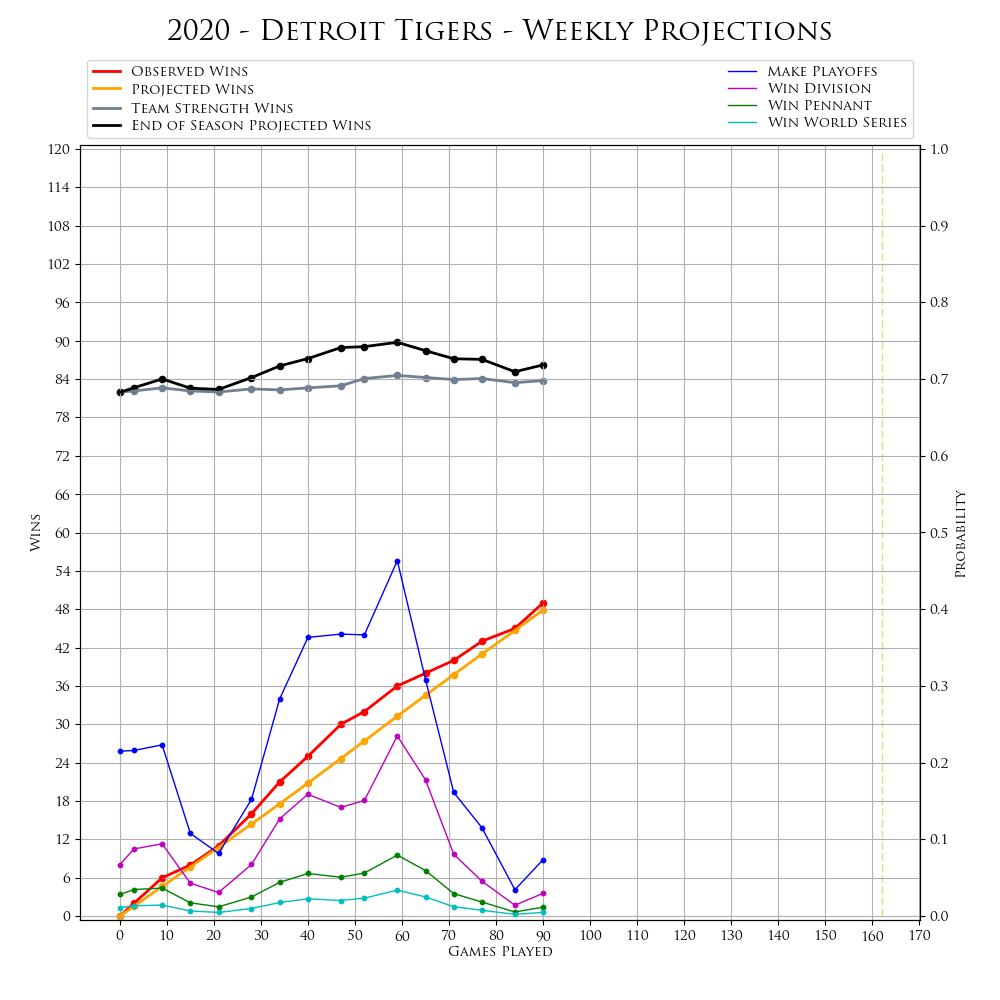 2020 - Detroit Tigers - Weekly Projections
Observed Wins
Projected Wins
Team Strength Wins
End of Season Projected Wins
Make Playoffs
Win Division
Win Pennant
Win World Series
120
114
108
102
96
90
84
78
72
66
60
54
48
42
36
30
24
18
12
6
0
Wins
1.0
0.9
0.8
0.7
0.6
0.5
0.4
0.3
0.2
0.1
0.0
Probability
0 10 20 30 40 50 60 70 80 90 100 110 120 130 140 150 160 170
Games Played